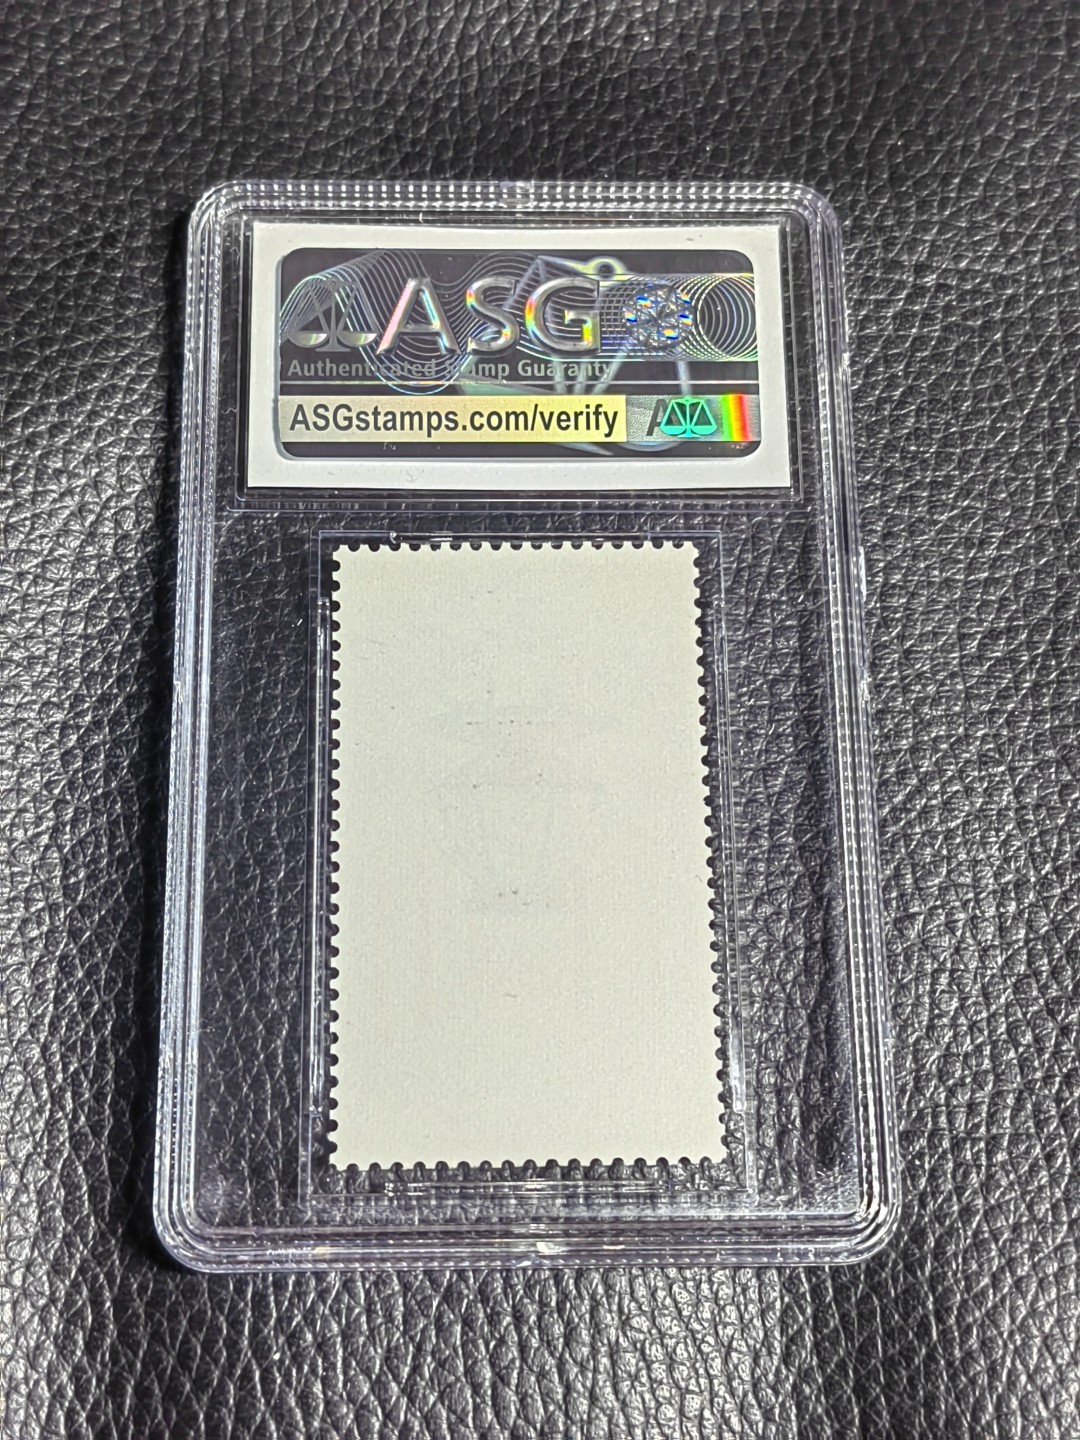 ASG
Authenticated Stamp Guaranty
ASGstamps.com/verify
A